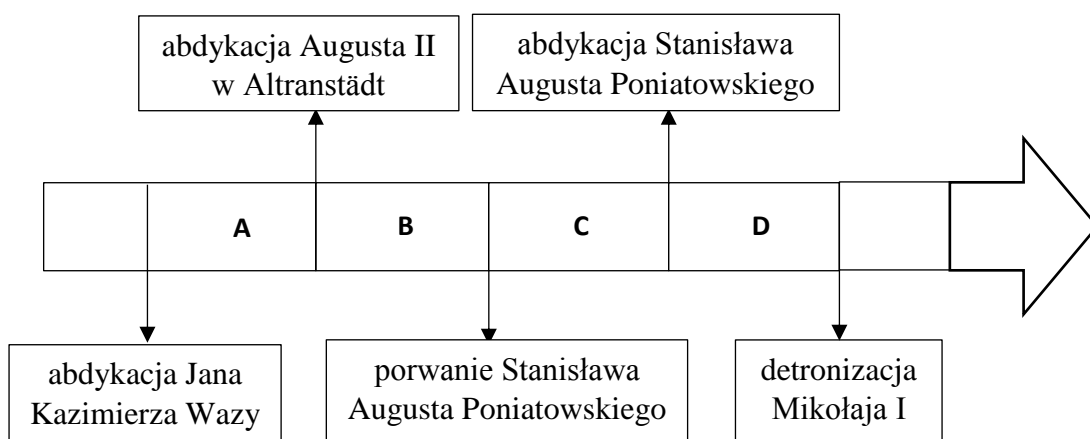 abdykacja Augusta II
w Altranstädt
abdykacja Stanisława
Augusta Poniatowskiego
A
B
C
D
abdykacja Jana
Kazimierza Wazy
porwanie Stanisława
Augusta Poniatowskiego
detronizacja
Mikołaja I